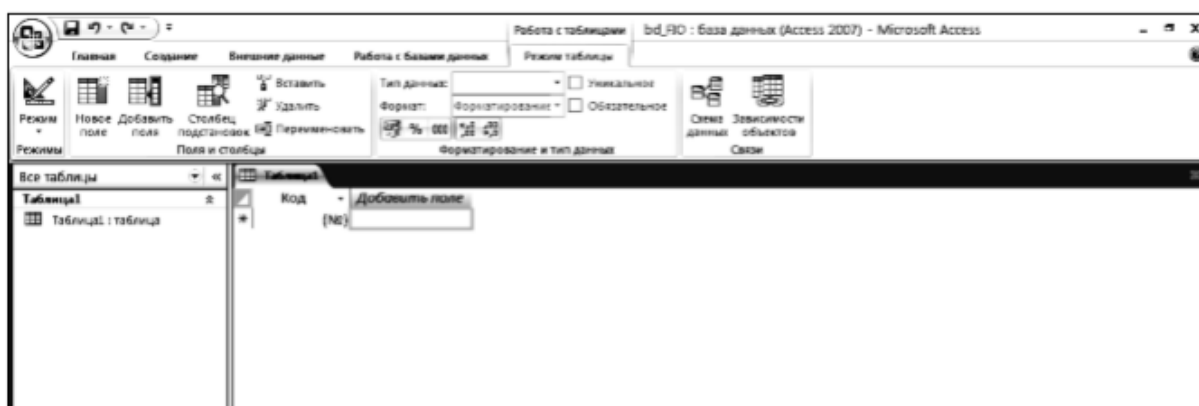 Работа с таблицами bd_FIO : база данных (Access 2007) - Microsoft Access
Главная Создание Внешние данные Работа с базами данных Режим таблицы
Режим
Новое поле
Добавить поля
Столбец подстановок
Вставить
Удалить
Переименовать
Тип данных:
Формат: Форматирование
% 000
Уникальное
Обязательное
Схема данных
Зависимости объектов
Режимы Поля и столбцы Форматирование и тип данных Связи
Все таблицы
Таблица1
Таблица1 : таблица
Таблица1
Код Добавить поле
* (№)